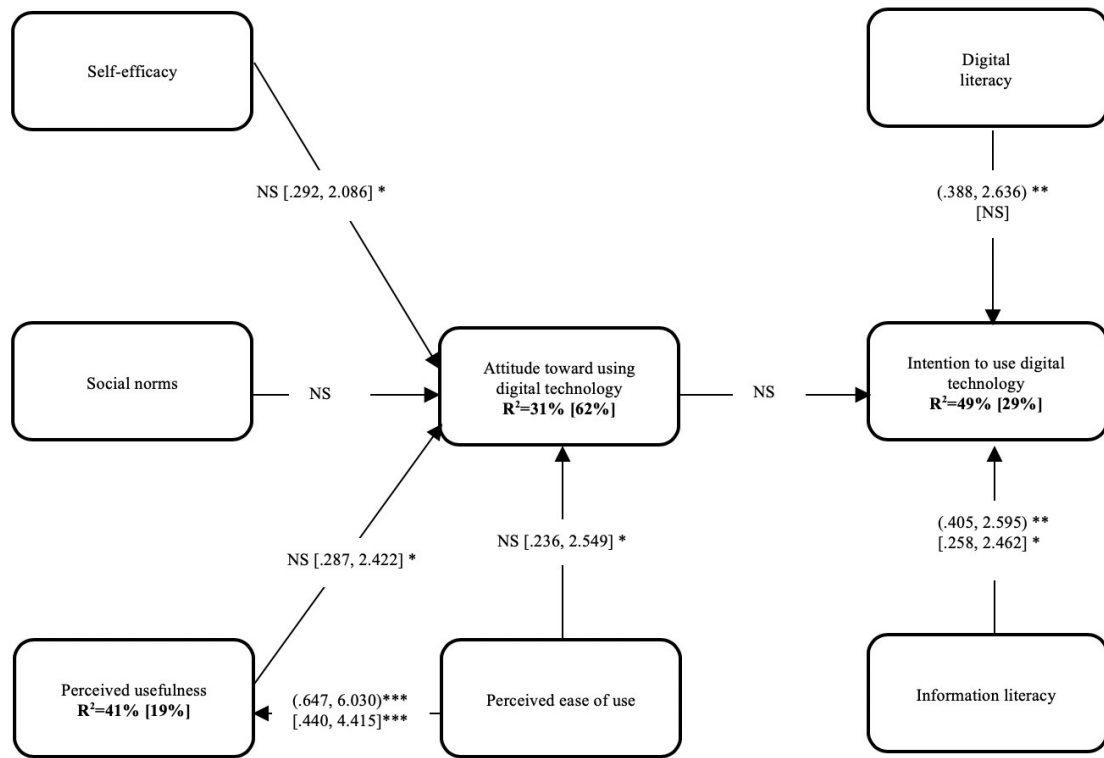 Self-efficacy
Digital
literacy
NS [.292, 2.086] *
(.388, 2.636) **
[NS]
Social norms
NS
Attitude toward using
digital technology
R²=31% [62%]
NS
Intention to use digital
technology
R²=49% [29%]
NS [.287, 2.422] *
NS [.236, 2.549] *
(.405, 2.595) **
[.258, 2.462] *
Perceived usefulness
R²=41% [19%]
(.647, 6.030)***
[.440, 4.415]***
Perceived ease of use
Information literacy